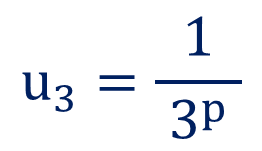 u₃ = 1/3ᵖ